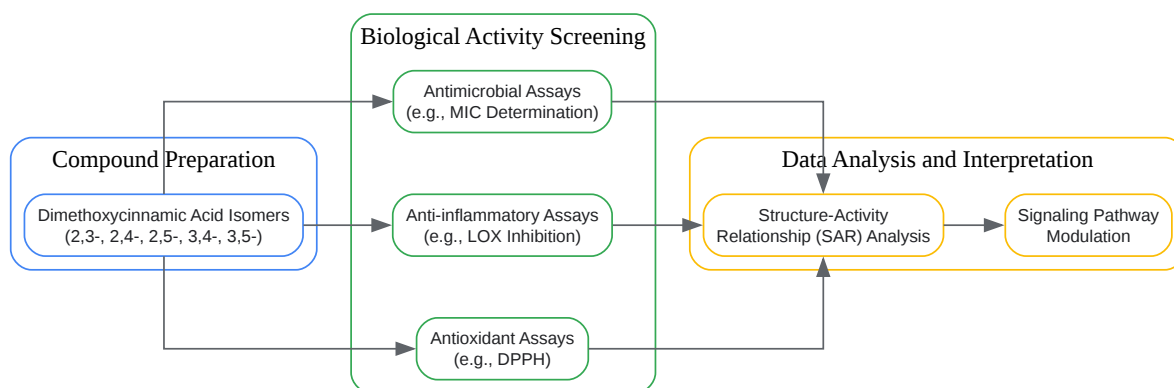 Biological Activity Screening
Antimicrobial Assays
(e.g., MIC Determination)
Compound Preparation
Dimethoxycinnamic Acid Isomers
(2,3-, 2,4-, 2,5-, 3,4-, 3,5-)
Anti-inflammatory Assays
(e.g., LOX Inhibition)
Antioxidant Assays
(e.g., DPPH)
Data Analysis and Interpretation
Structure-Activity
Relationship (SAR) Analysis
Signaling Pathway
Modulation